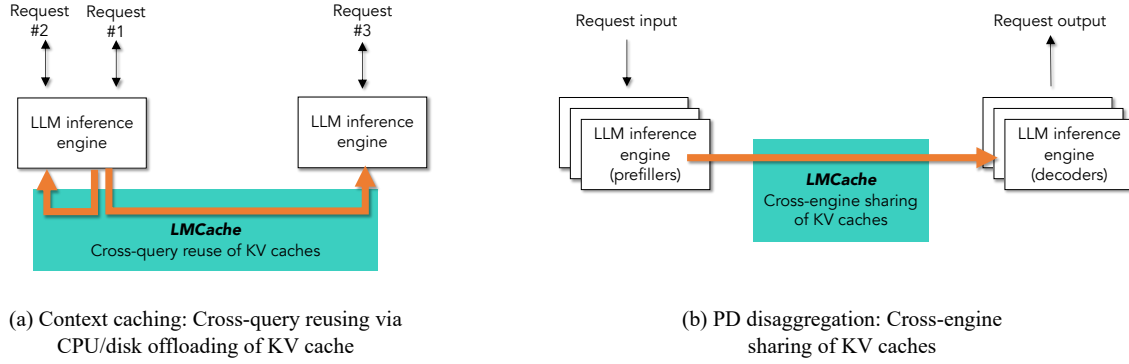 Request
#2
Request
#1
Request
#3
LLM inference
engine
LLM inference
engine
LMCache
Cross-query reuse of KV caches
(a) Context caching: Cross-query reusing via
CPU/disk offloading of KV cache
Request input
Request output
LLM inference
engine
(prefillers)
LLM inference
engine
(decoders)
LMCache
Cross-engine sharing
of KV caches
(b) PD disaggregation: Cross-engine
sharing of KV caches